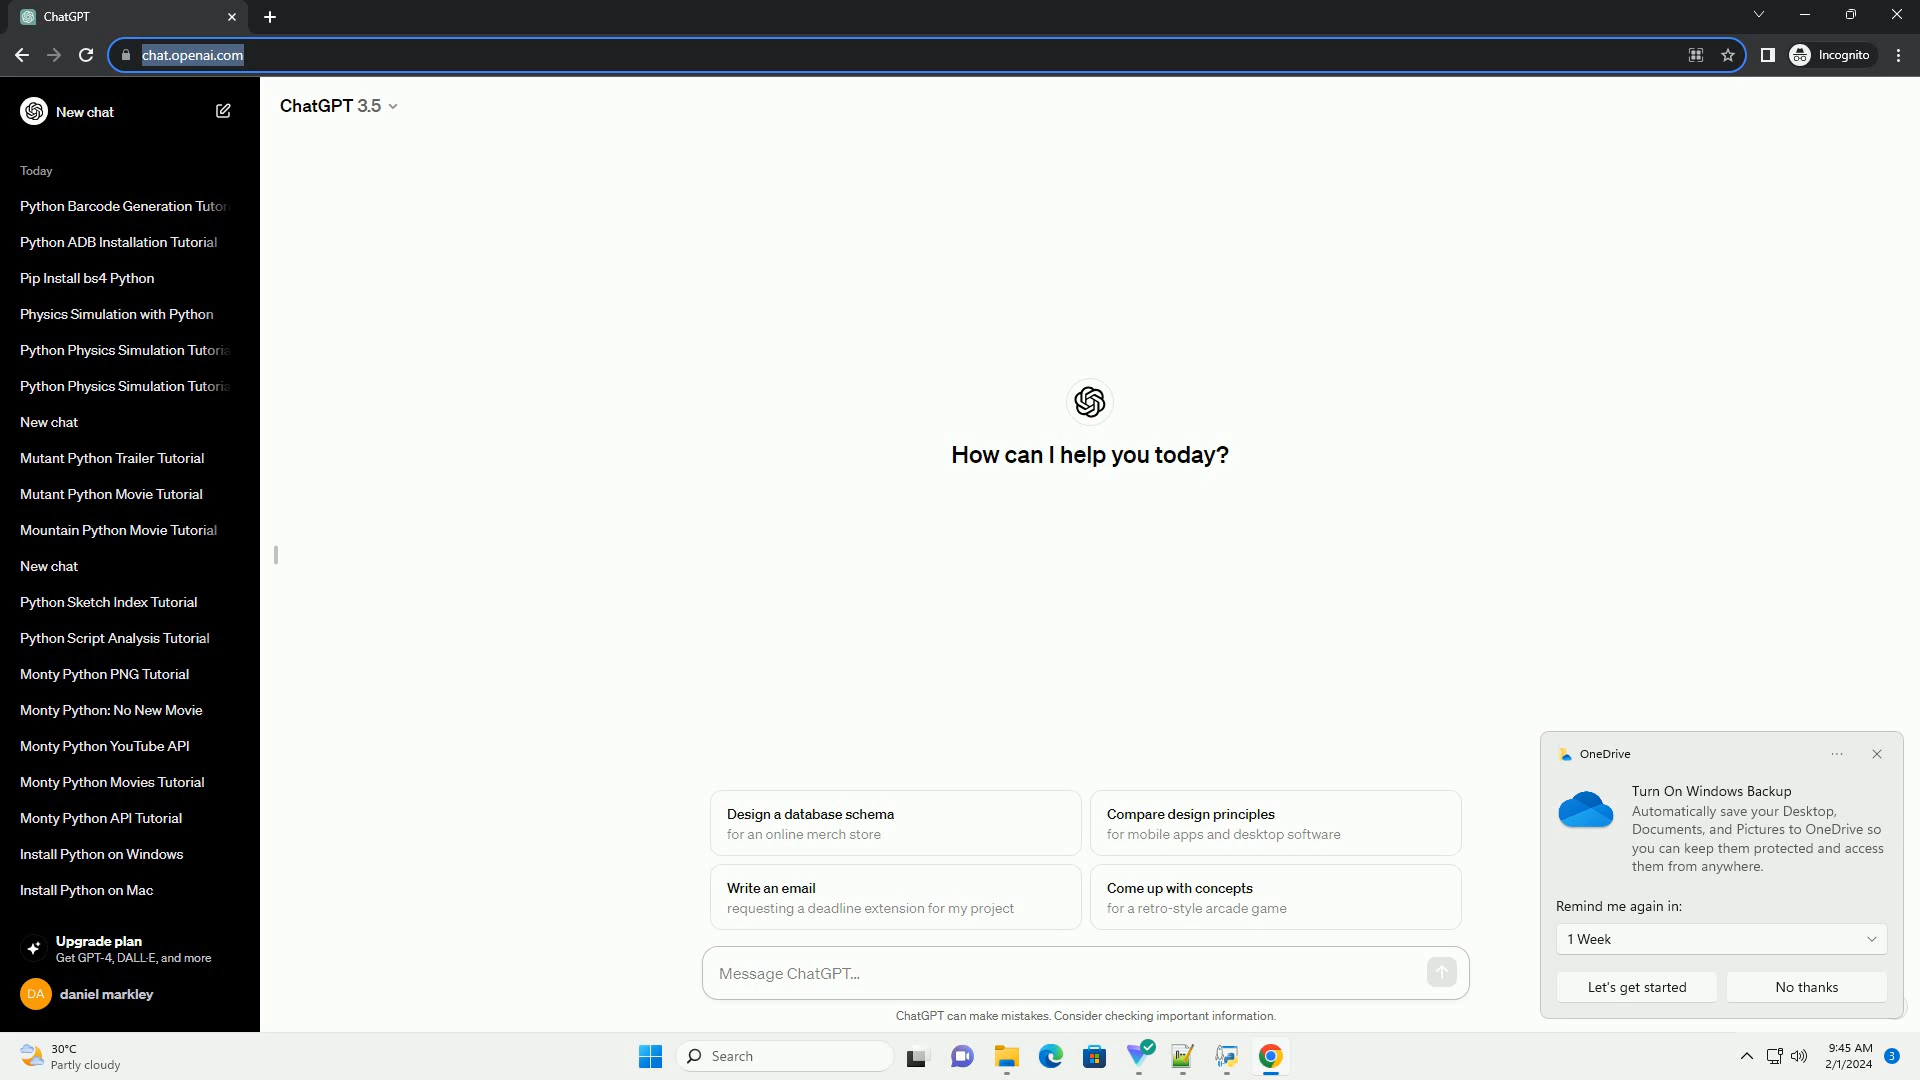 ChatGPT
chat.openai.com
Incognito
New chat
ChatGPT 3.5
Today
Python Barcode Generation Tutor
Python ADB Installation Tutorial
Pip Install bs4 Python
Physics Simulation with Python
Python Physics Simulation Tutoria
Python Physics Simulation Tutoria
New chat
Mutant Python Trailer Tutorial
Mutant Python Movie Tutorial
Mountain Python Movie Tutorial
New chat
Python Sketch Index Tutorial
Python Script Analysis Tutorial
Monty Python PNG Tutorial
Monty Python: No New Movie
Monty Python YouTube API
Monty Python Movies Tutorial
Monty Python API Tutorial
Install Python on Windows
Install Python on Mac
Upgrade plan
Get GPT-4, DALL·E, and more
DA
daniel markley
How can I help you today?
Design a database schema
for an online merch store
Compare design principles
for mobile apps and desktop software
Write an email
requesting a deadline extension for my project
Come up with concepts
for a retro-style arcade game
Message ChatGPT...
ChatGPT can make mistakes. Consider checking important information.
OneDrive
Turn On Windows Backup
Automatically save your Desktop,
Documents, and Pictures to OneDrive so
you can keep them protected and access
them from anywhere.
Remind me again in:
1 Week
Let's get started
No thanks
30°C
Partly cloudy
Search
9:45 AM
2/1/2024
3